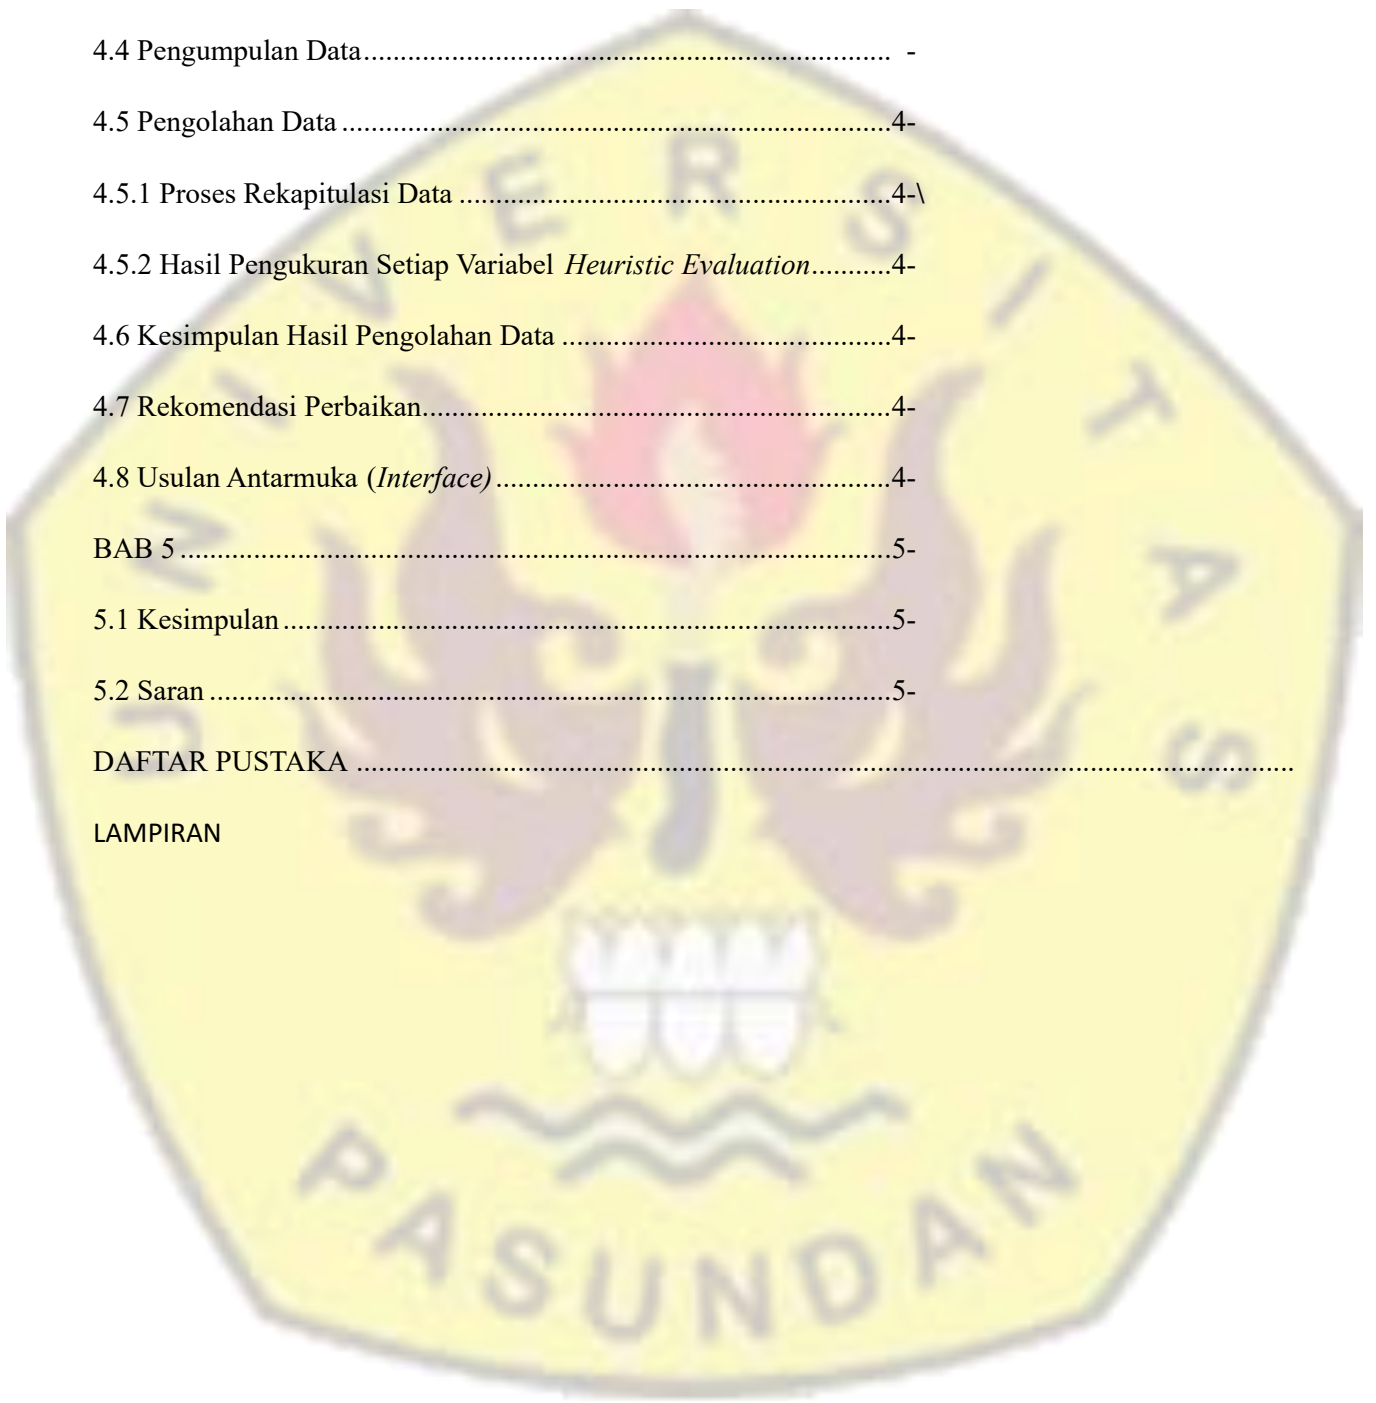 4.4 Pengumpulan Data........................................................................ -
4.5 Pengolahan Data ...........................................................................4-
4.5.1 Proses Rekapitulasi Data ...........................................................4-\
4.5.2 Hasil Pengukuran Setiap Variabel Heuristic Evaluation...........4-
4.6 Kesimpulan Hasil Pengolahan Data .............................................4-
4.7 Rekomendasi Perbaikan................................................................4-
4.8 Usulan Antarmuka (Interface)......................................................4-
BAB 5 .................................................................................................5-
5.1 Kesimpulan...................................................................................5-
5.2 Saran .............................................................................................5-
DAFTAR PUSTAKA ................................................................................................................................
LAMPIRAN
UNIVERSITAS
PASUNDAN